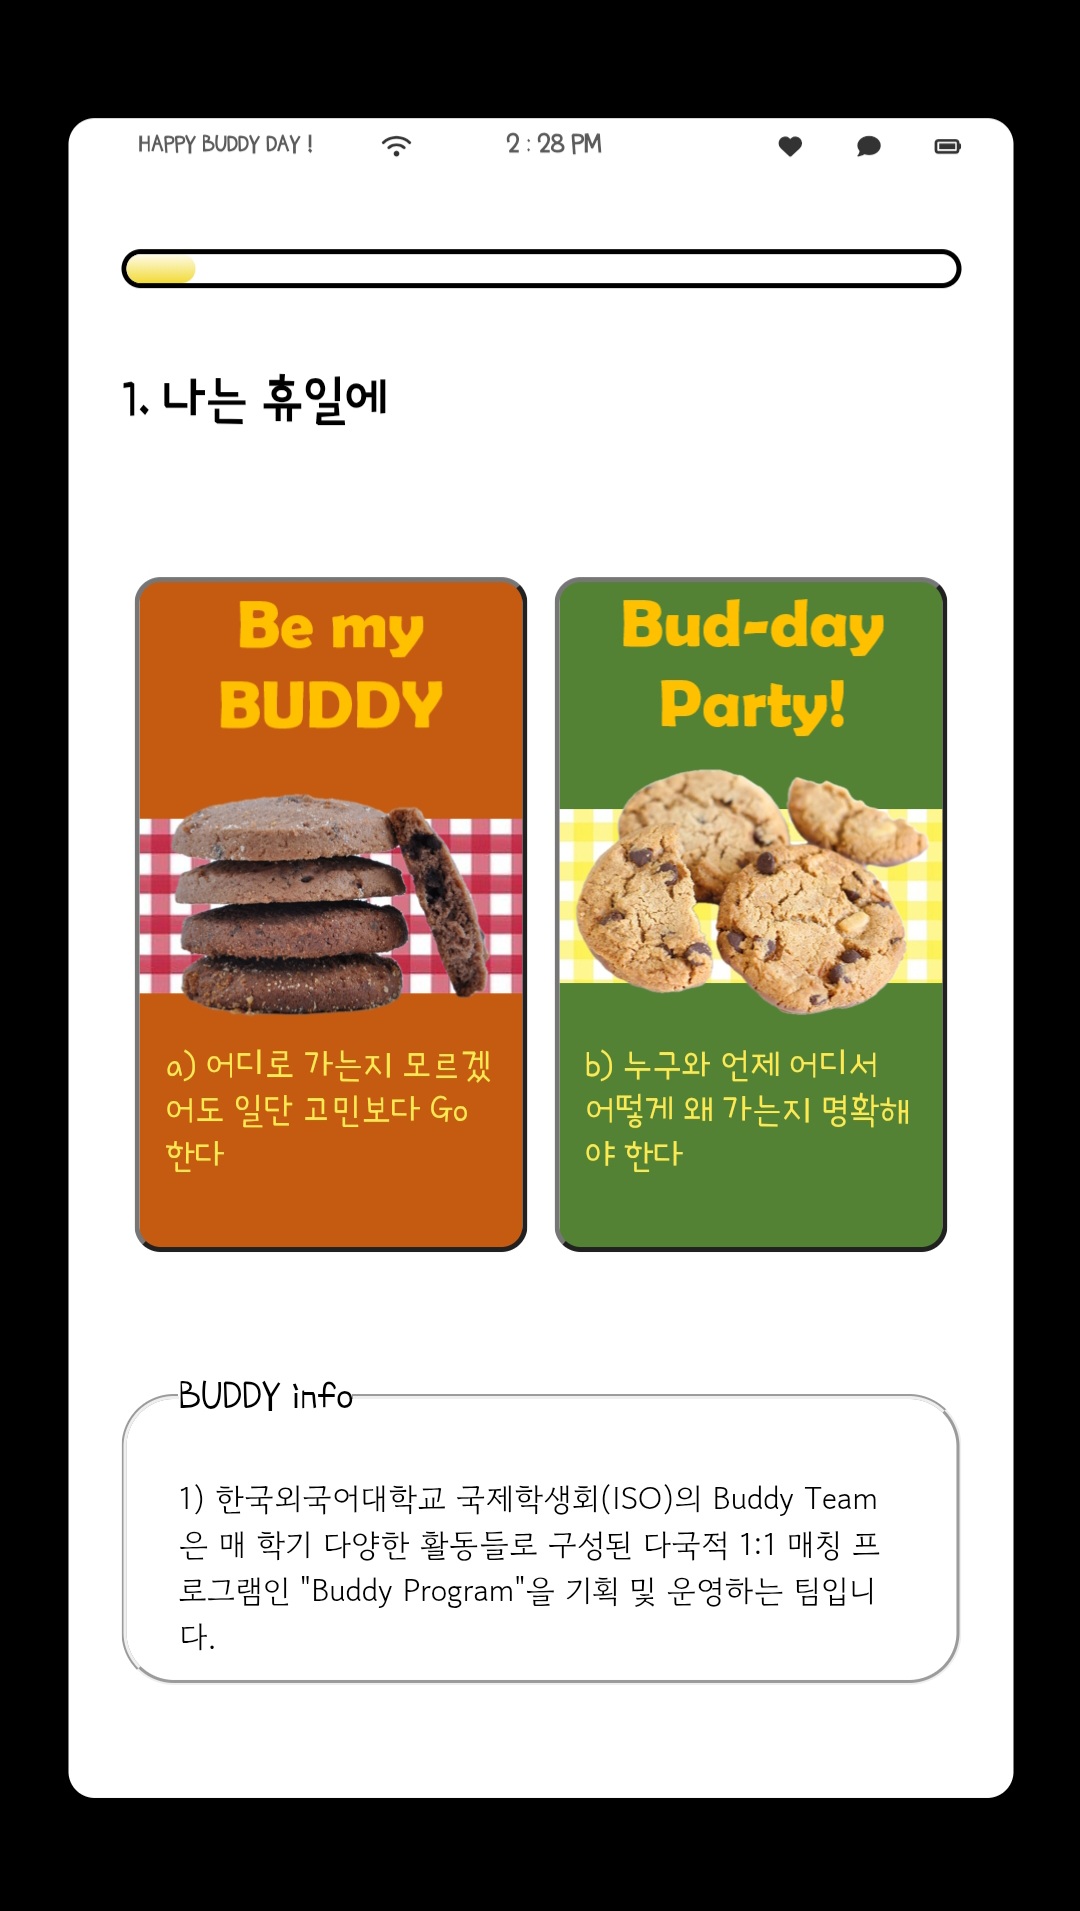 HAPPY BUDDY DAY !
2 : 28 PM
1. 나는 휴일에
Be my
BUDDY
a) 어디로 가는지 모르겠
어도 일단 고민보다 Go
한다
Bud-day
Party!
b) 누구와 언제 어디서
어떻게 왜 가는지 명확해
야 한다
BUDDY info
1) 한국외국어대학교 국제학생회(ISO)의 Buddy Team
은 매 학기 다양한 활동들로 구성된 다국적 1:1 매칭 프
로그램인 "Buddy Program"을 기획 및 운영하는 팀입니
다.